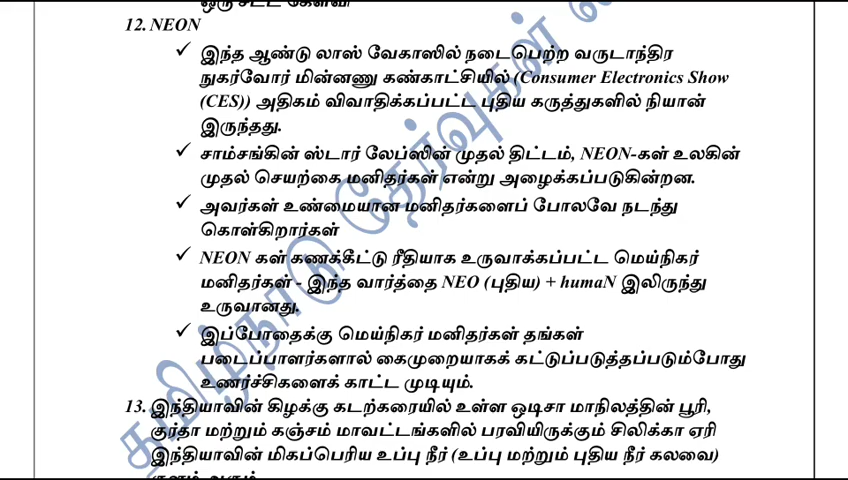 ஒரு சட்ட கேள்வி
12. NEON
✓ இந்த ஆண்டு லாஸ் வேகாஸில் நடைபெற்ற வருடாந்திர
நுகர்வோர் மின்னணு கண்காட்சியில் (Consumer Electronics Show
(CES)) அதிகம் விவாதிக்கப்பட்ட புதிய கருத்துகளில் நியான்
இருந்தது.
✓ சாம்சங்கின் ஸ்டார் லேப்ஸின் முதல் திட்டம், NEON-கள் உலகின்
முதல் செயற்கை மனிதர்கள் என்று அழைக்கப்படுகின்றன.
✓ அவர்கள் உண்மையான மனிதர்களைப் போலவே நடந்து
கொள்கிறார்கள்
✓ NEON கள் கணக்கீட்டு ரீதியாக உருவாக்கப்பட்ட மெய்நிகர்
மனிதர்கள் - இந்த வார்த்தை NEO (புதிய) + humaN இலிருந்து
உருவானது.
✓ இப்போதைக்கு மெய்நிகர் மனிதர்கள் தங்கள்
படைப்பாளர்களால் கைமுறையாகக் கட்டுப்படுத்தப்படும்போது
உணர்ச்சிகளைக் காட்ட முடியும்.
13. இந்தியாவின் கிழக்கு கடற்கரையில் உள்ள ஒடிசா மாநிலத்தின் பூரி,
குர்தா மற்றும் கஞ்சம் மாவட்டங்களில் பரவியிருக்கும் சிலிக்கா ஏரி
இந்தியாவின் மிகப்பெரிய உப்பு நீர் (உப்பு மற்றும் புதிய நீர் கலவை)
தமிழ்நாடு தேர்வுகள்